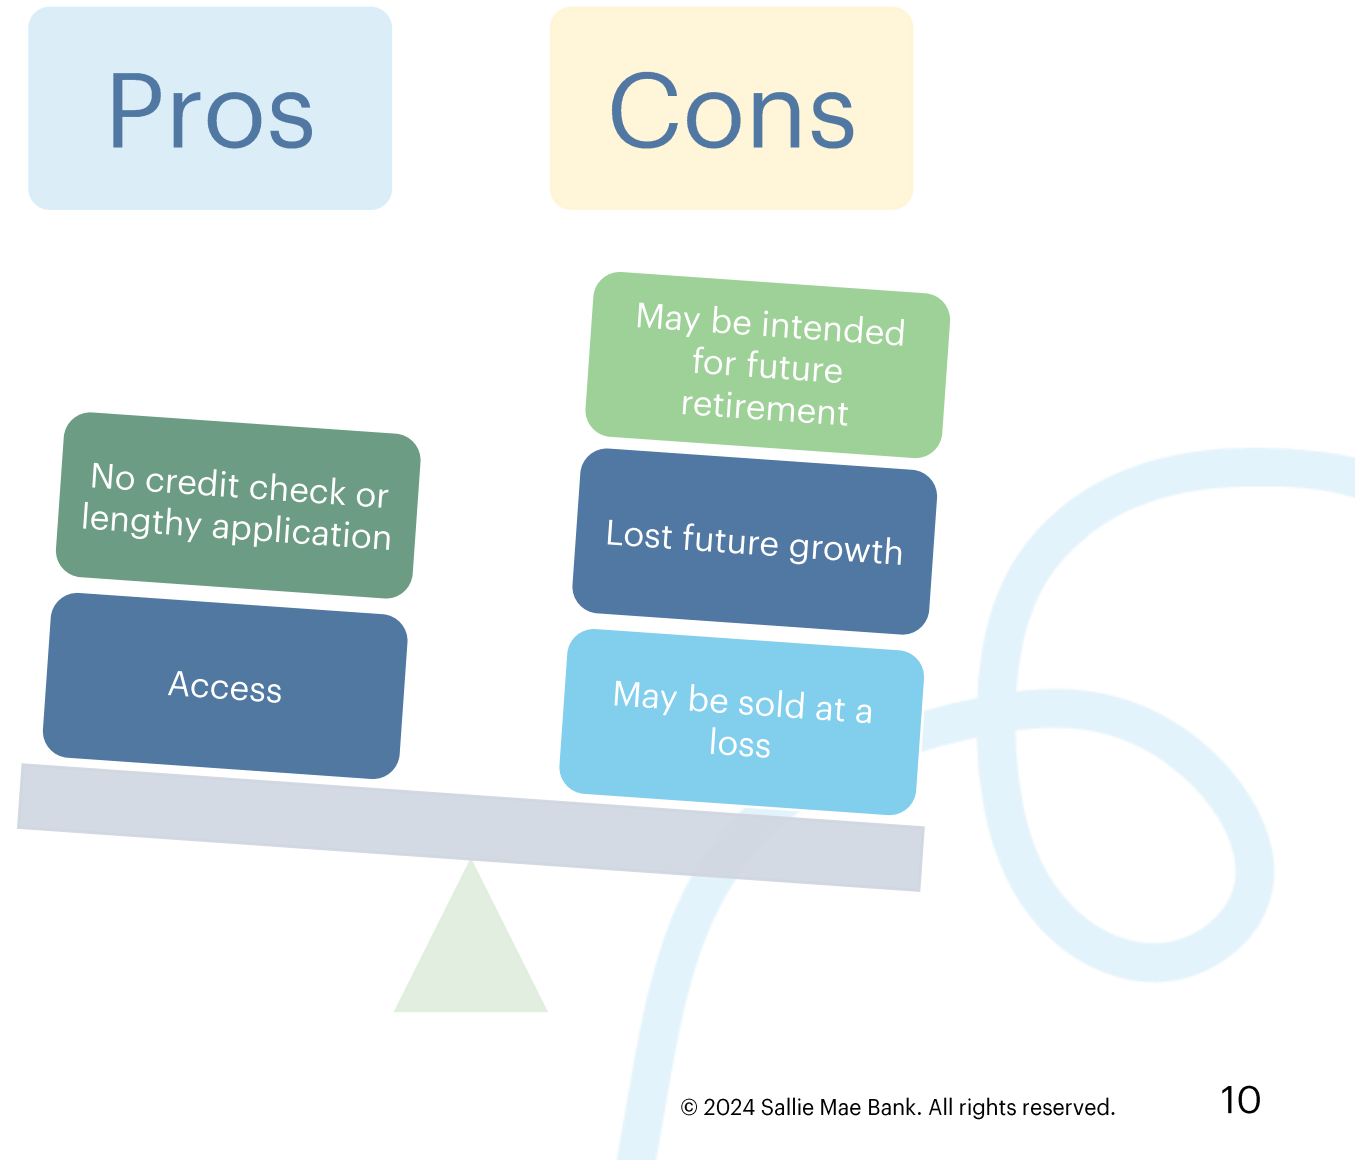 Pros
Cons
No credit check or
lengthy application
Access
May be intended
for future
retirement
Lost future growth
May be sold at a
loss
© 2024 Sallie Mae Bank. All rights reserved.
10